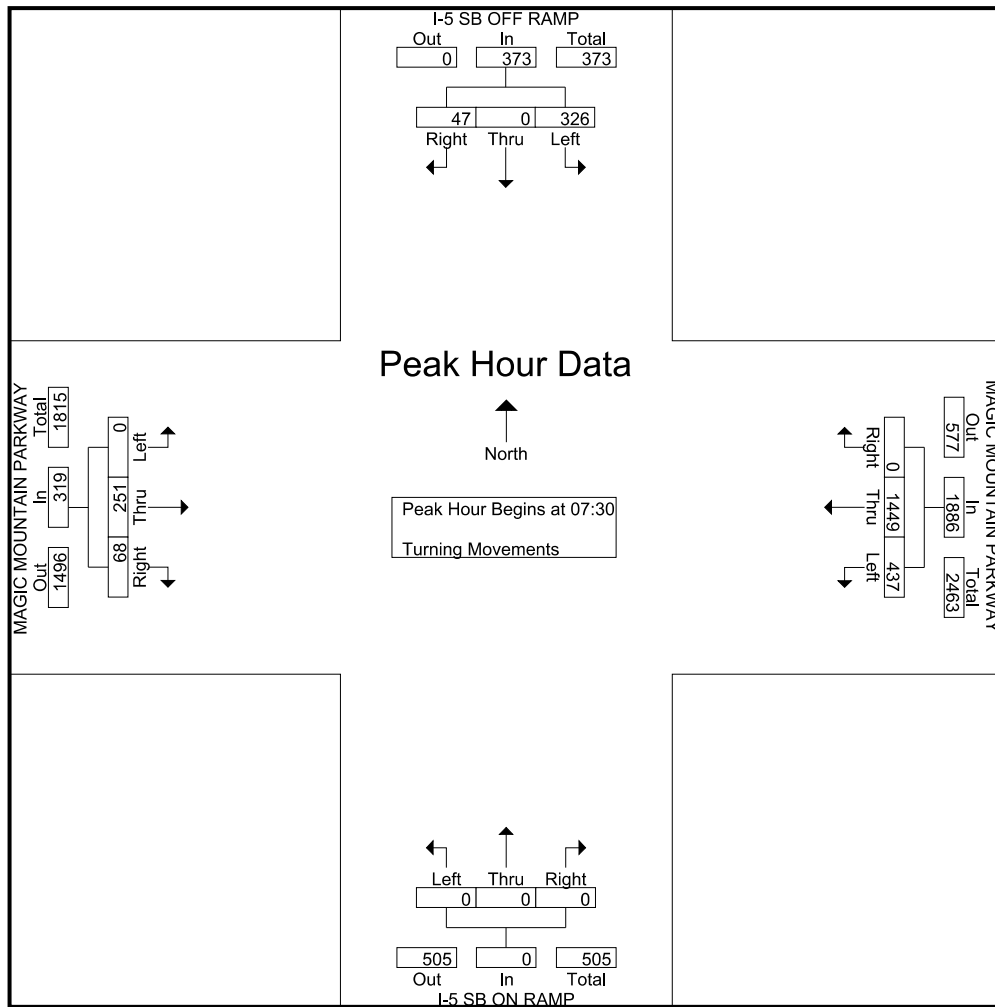 I-5 SB OFF RAMP
Out In Total
0 373 373
47 0 326
Right Thru Left
Peak Hour Data
North
Peak Hour Begins at 07:30
Turning Movements
MAGIC MOUNTAIN PARKWAY
Out In Total
1496 319 1815
68 251 0
Right Thru Left
MAGIC MOUNTAIN PARKWAY
Out In Total
577 1886 2463
0 1449 437
Right Thru Left
Left Thru Right
0 0 0
505 0 505
Out In Total
I-5 SB ON RAMP